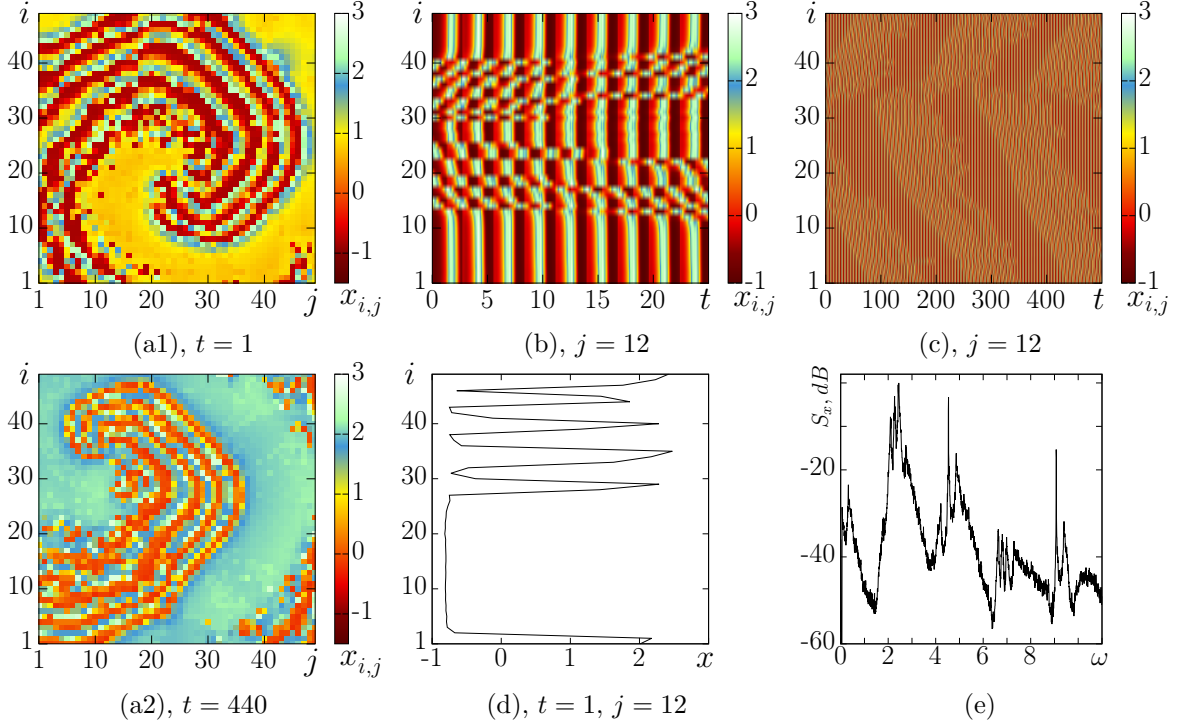 i
40
30
20
10
1
1 10 20 30 40 j
3
2
1
0
-1
x_{i,j}
(a1), t = 1
i
40
30
20
10
1
0 5 10 15 20 t
3
2
1
0
-1
x_{i,j}
(b), j = 12
i
40
30
20
10
1
0 100 200 300 400 t
3
2
1
0
-1
x_{i,j}
(c), j = 12
i
40
30
20
10
1
1 10 20 30 40 j
3
2
1
0
-1
x_{i,j}
(a2), t = 440
i
40
30
20
10
1
-1 0 1 2 x
(d), t = 1, j = 12
S_x, dB
-20
-40
-60
0 2 4 6 8 ω
(e)